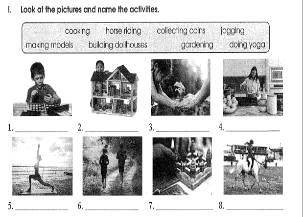 I. Look at the pictures and name the activities.
cooking horse riding collecting coins jogging
making models building dollhouses gardening doing yoga
1. 2. 3. 4.
5. 6. 7. 8.